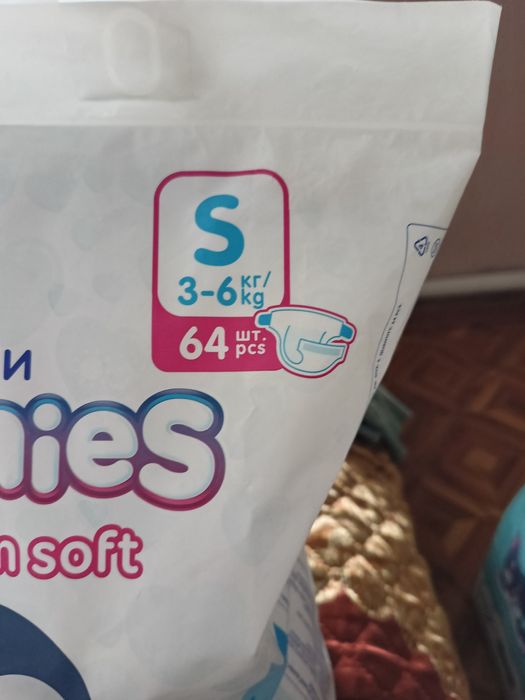 S
3-6 кг/
kg
64 шт.
pcs
и
nies
m soft